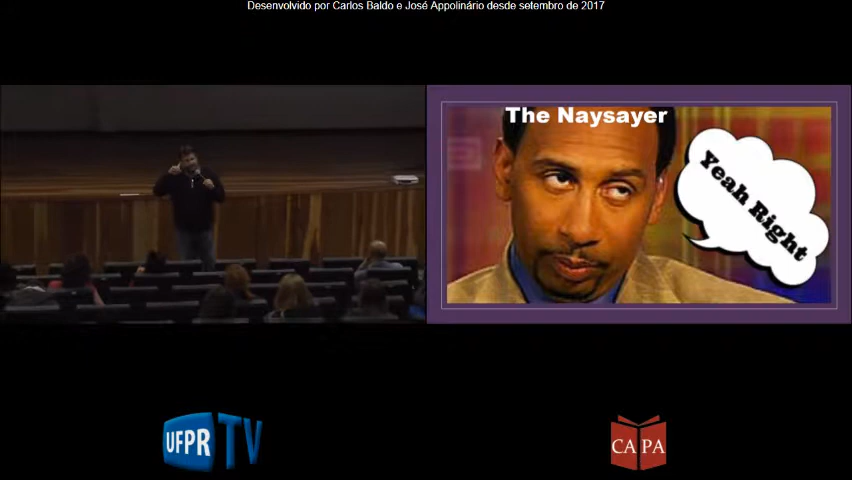 Desenvolvido por Carlos Baldo e José Appolinário desde setembro de 2017
The Naysayer
Yeah Right
UFPR TV
CAPA